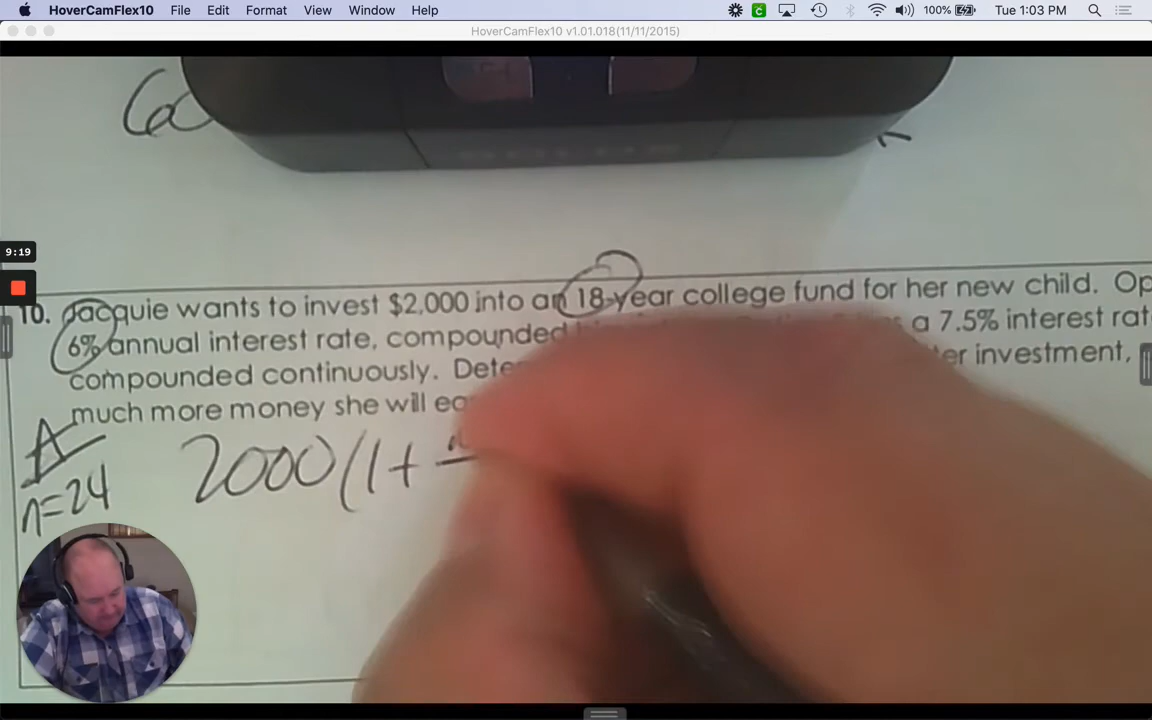 HoverCamFlex10 File Edit Format View Window Help 100% Tue 1:03 PM
HoverCamFlex10 v1.01.018(11/11/2015)
9:19
10. Jacquie wants to invest $2,000 into an 18-year college fund for her new child. Op
6% annual interest rate, compounded a 7.5% interest rat
compounded continuously. investment,
much more money she will
A
n=24
2000(1+